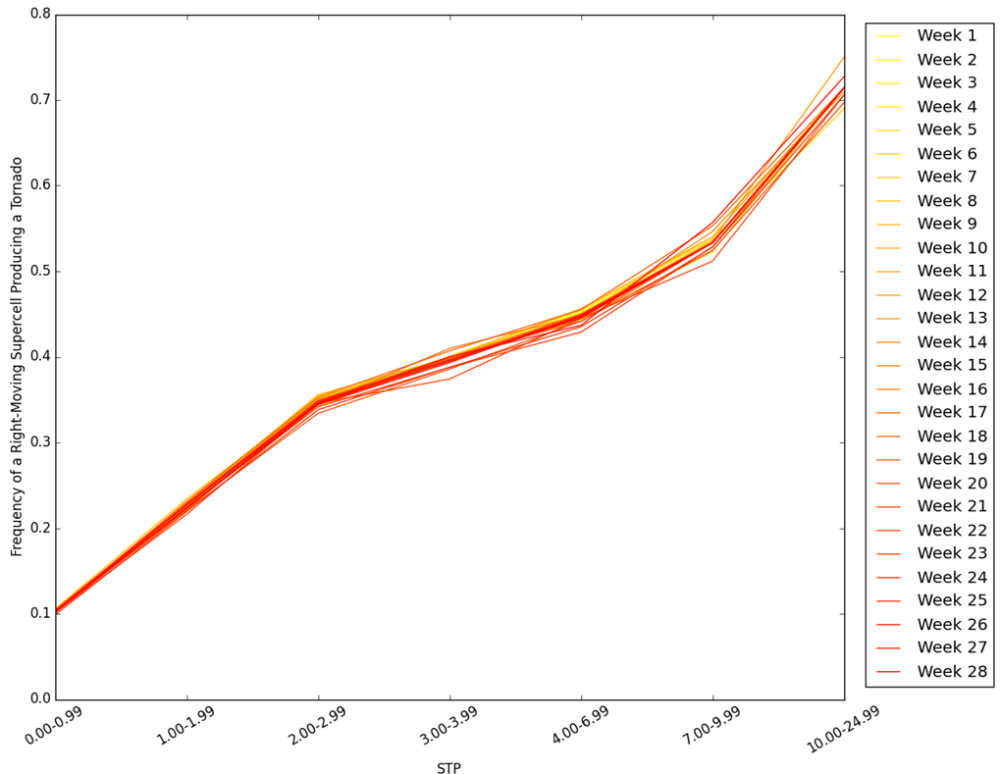 Frequency of a Right-Moving Supercell Producing a Tornado
0.8
0.7
0.6
0.5
0.4
0.3
0.2
0.1
0.0
0.00-0.99
1.00-1.99
2.00-2.99
3.00-3.99
4.00-6.99
7.00-9.99
10.00-24.99
STP
Week 1
Week 2
Week 3
Week 4
Week 5
Week 6
Week 7
Week 8
Week 9
Week 10
Week 11
Week 12
Week 13
Week 14
Week 15
Week 16
Week 17
Week 18
Week 19
Week 20
Week 21
Week 22
Week 23
Week 24
Week 25
Week 26
Week 27
Week 28